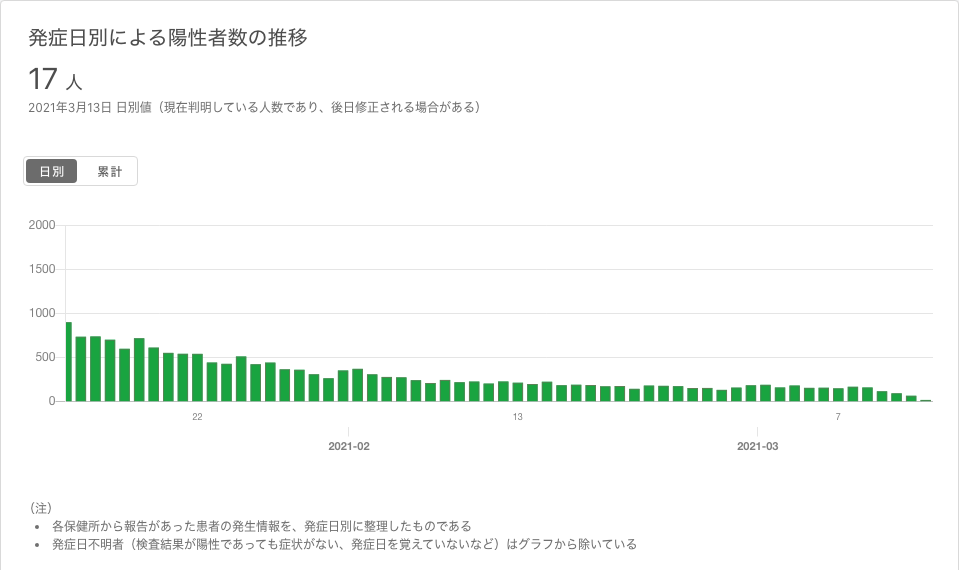 発症日別による陽性者数の推移
17 人
2021年3月13日 日別値（現在判明している人数であり、後日修正される場合がある）
日別 累計
2000
1500
1000
500
0
22 13 7
2021-02 2021-03
（注）
• 各保健所から報告があった患者の発生情報を、発症日別に整理したものである
• 発症日不明者（検査結果が陽性であっても症状がない、発症日を覚えていないなど）はグラフから除いている